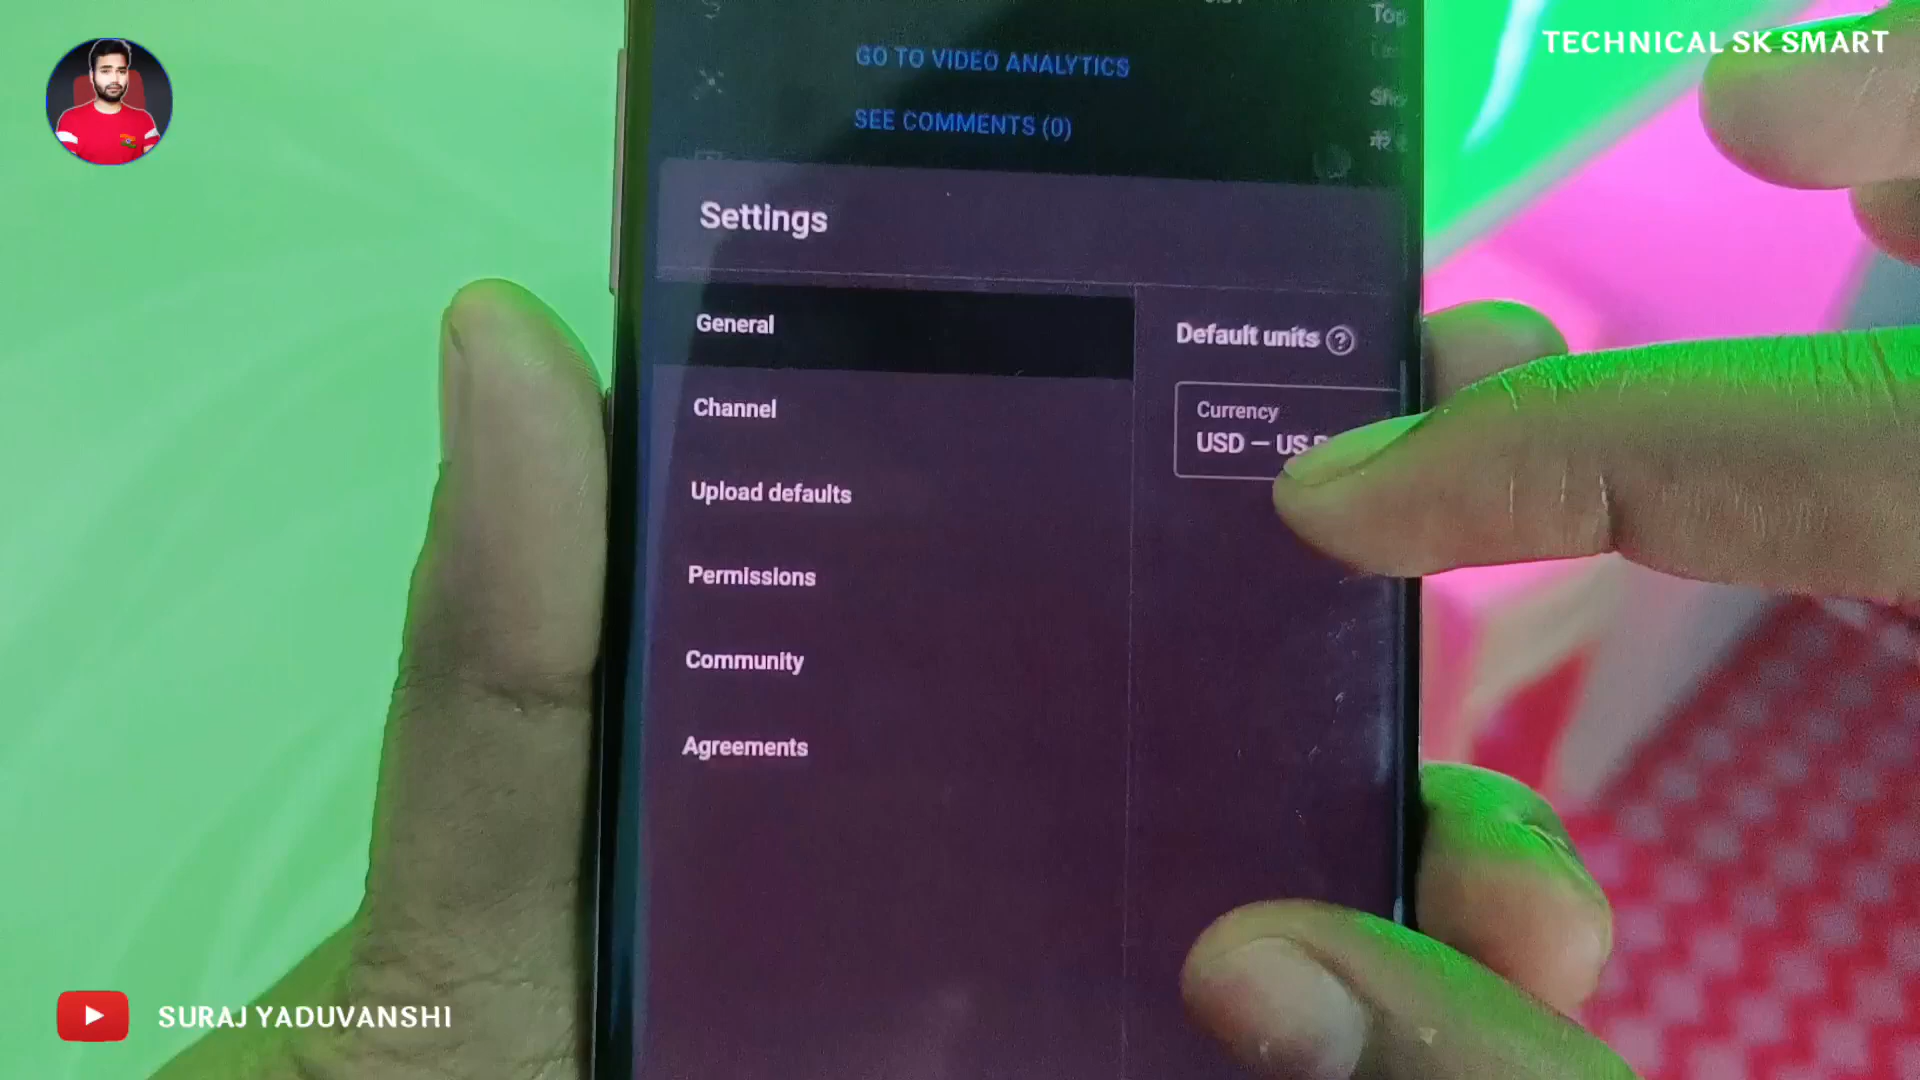 TECHNICAL SK SMART
Top
GO TO VIDEO ANALYTICS
SEE COMMENTS (0)
Settings
General
Default units ?
Channel
Currency
USD — US
Upload defaults
Permissions
Community
Agreements
SURAJ YADUVANSHI